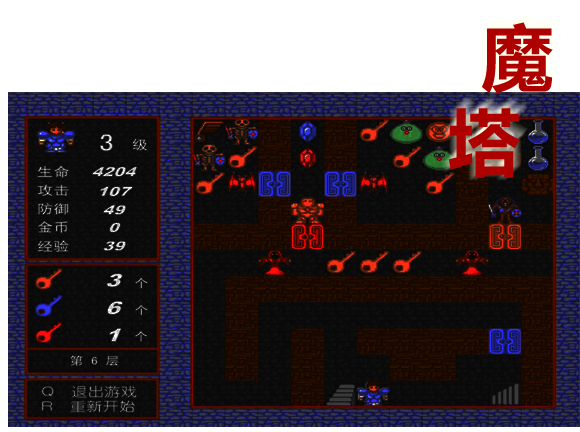 魔
塔
3 级
生命 4204
攻击 107
防御 49
金币 0
经验 39
3 个
6 个
1 个
第 6 层
Q 退出游戏
R 重新开始